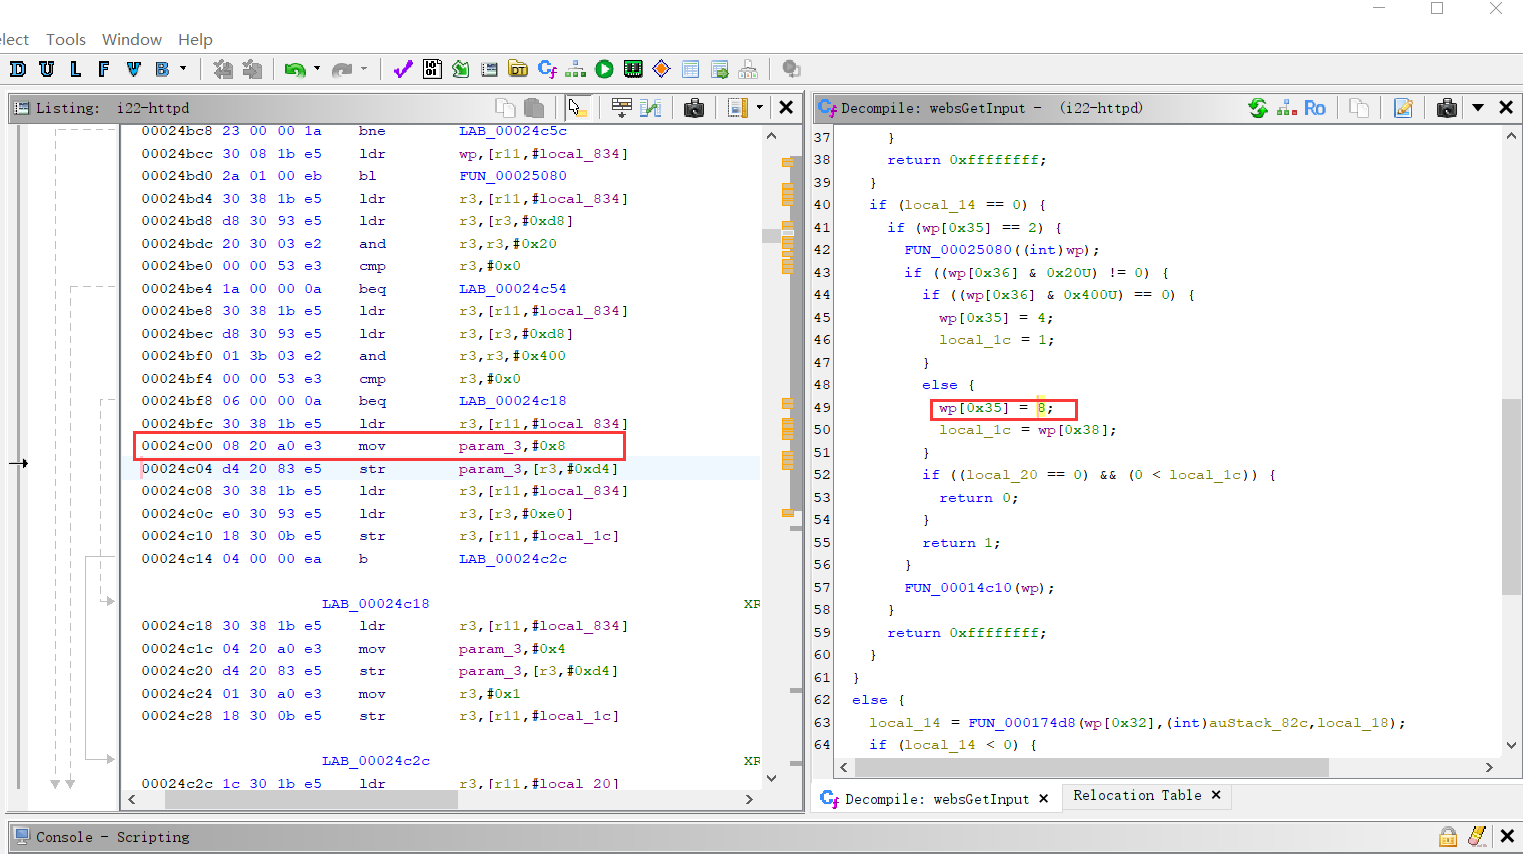 elect Tools Window Help
D U L F V B
Listing: i22-httpd
00024bc8 23 00 00 1a bne LAB_00024c5c
00024bcc 30 08 1b e5 ldr wp,[r11,#local_834]
00024bd0 2a 01 00 eb bl FUN_00025080
00024bd4 30 38 1b e5 ldr r3,[r11,#local_834]
00024bd8 d8 30 93 e5 ldr r3,[r3,#0xd8]
00024bdc 20 30 03 e2 and r3,r3,#0x20
00024be0 00 00 53 e3 cmp r3,#0x0
00024be4 1a 00 00 0a beq LAB_00024c54
00024be8 30 38 1b e5 ldr r3,[r11,#local_834]
00024bec d8 30 93 e5 ldr r3,[r3,#0xd8]
00024bf0 01 3b 03 e2 and r3,r3,#0x400
00024bf4 00 00 53 e3 cmp r3,#0x0
00024bf8 06 00 00 0a beq LAB_00024c18
00024bfc 30 38 1b e5 ldr r3,[r11,#local_834]
00024c00 08 20 a0 e3 mov param_3,#0x8
00024c04 d4 20 83 e5 str param_3,[r3,#0xd4]
00024c08 30 38 1b e5 ldr r3,[r11,#local_834]
00024c0c e0 30 93 e5 ldr r3,[r3,#0xe0]
00024c10 18 30 0b e5 str r3,[r11,#local_1c]
00024c14 04 00 00 ea b LAB_00024c2c
LAB_00024c18 XR
00024c18 30 38 1b e5 ldr r3,[r11,#local_834]
00024c1c 04 20 a0 e3 mov param_3,#0x4
00024c20 d4 20 83 e5 str param_3,[r3,#0xd4]
00024c24 01 30 a0 e3 mov r3,#0x1
00024c28 18 30 0b e5 str r3,[r11,#local_1c]
LAB_00024c2c XR
00024c2c 1c 30 1b e5 ldr r3,[r11,#local_20]
Decompile: websGetInput - (i22-httpd)
Ro
37 }
38 return 0xffffffff;
39 }
40 if (local_14 == 0) {
41 if (wp[0x35] == 2) {
42 FUN_00025080((int)wp);
43 if ((wp[0x36] & 0x20U) != 0) {
44 if ((wp[0x36] & 0x400U) == 0) {
45 wp[0x35] = 4;
46 local_1c = 1;
47 }
48 else {
49 wp[0x35] = 8;
50 local_1c = wp[0x38];
51 }
52 if ((local_20 == 0) && (0 < local_1c)) {
53 return 0;
54 }
55 return 1;
56 }
57 FUN_00014c10(wp);
58 }
59 return 0xffffffff;
60 }
61 }
62 else {
63 local_14 = FUN_000174d8(wp[0x32],(int)auStack_82c,local_18);
64 if (local_14 < 0) {
Decompile: websGetInput Relocation Table
Console - Scripting